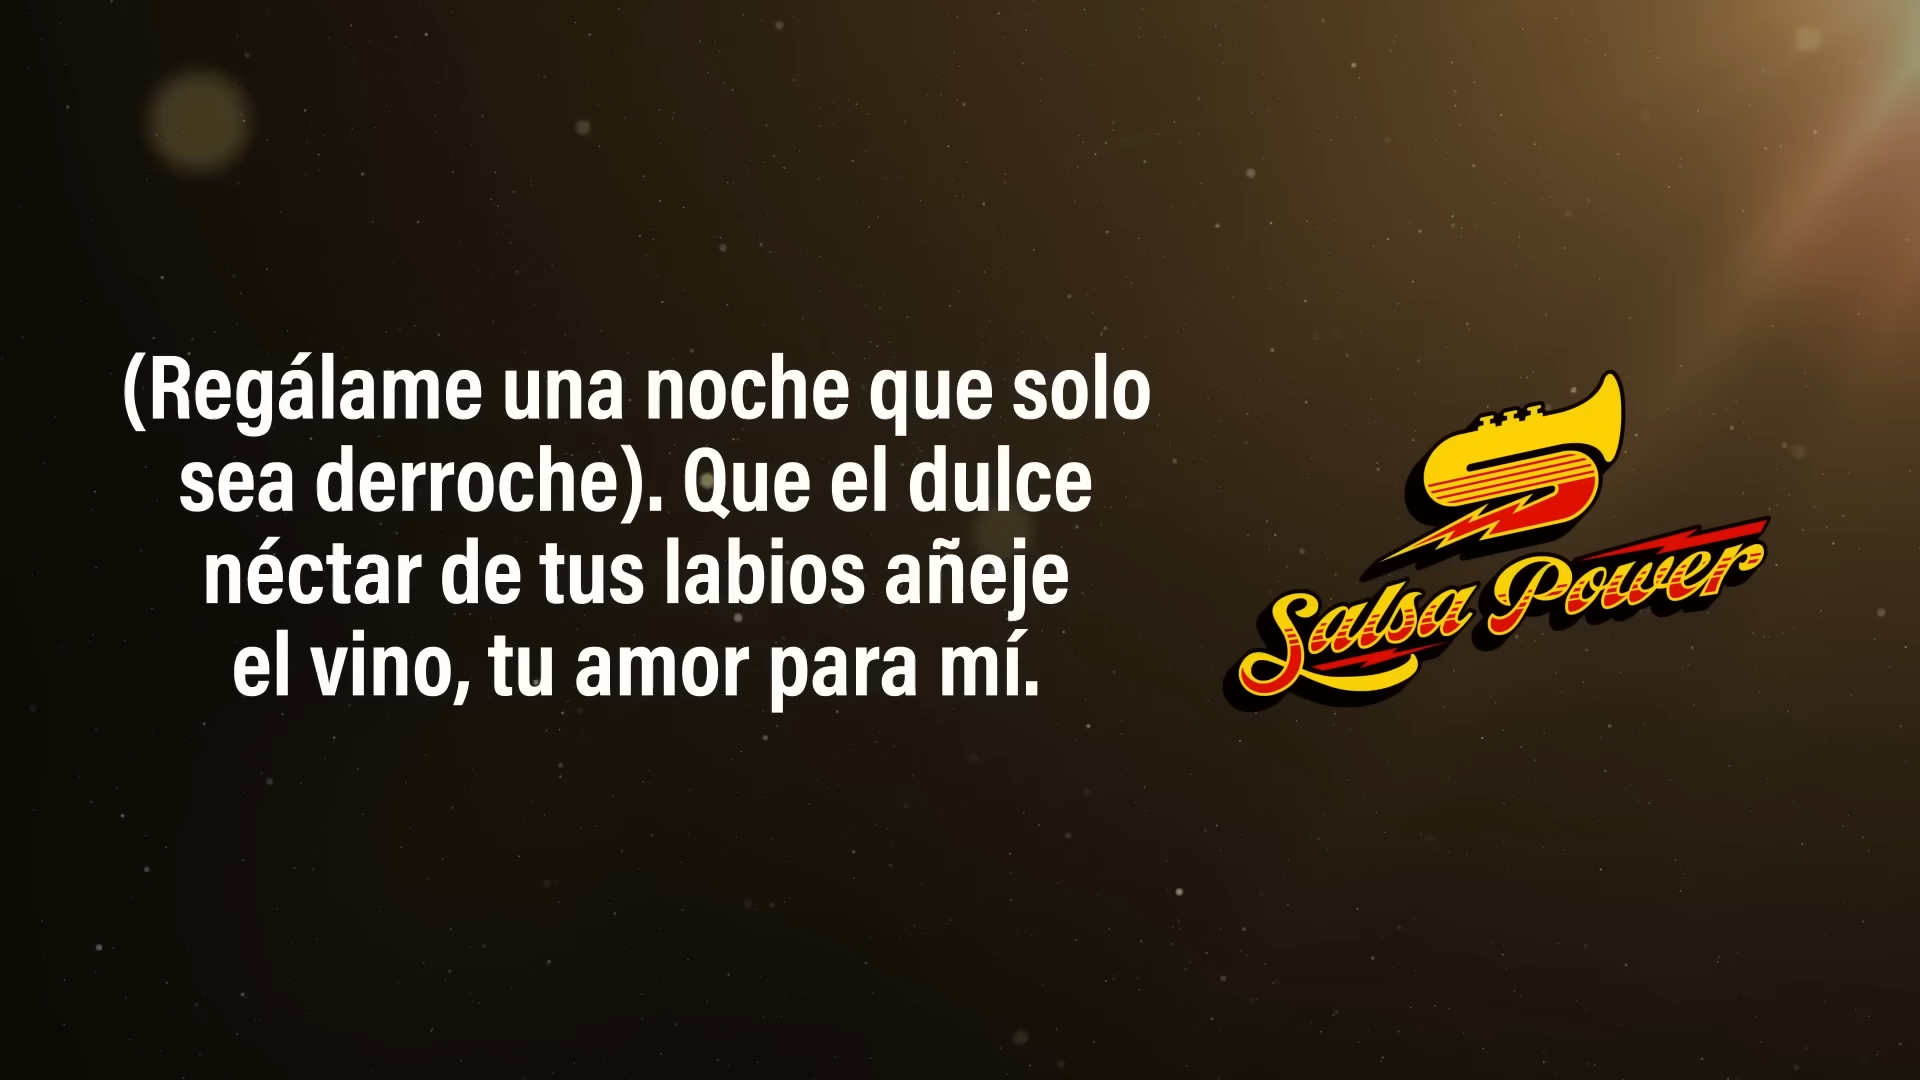 (Regálame una noche que solo
sea derroche). Que el dulce
néctar de tus labios añeje
el vino, tu amor para mí.
Salsa Power